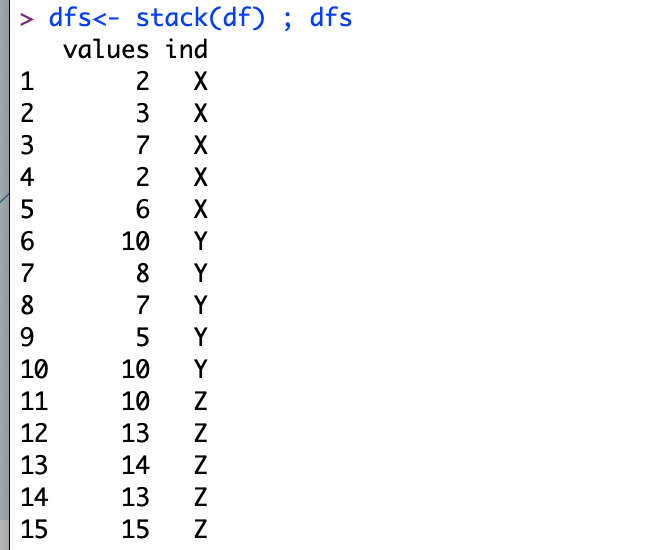 > dfs<- stack(df) ; dfs
values ind
1 2 X
2 3 X
3 7 X
4 2 X
5 6 X
6 10 Y
7 8 Y
8 7 Y
9 5 Y
10 10 Y
11 10 Z
12 13 Z
13 14 Z
14 13 Z
15 15 Z